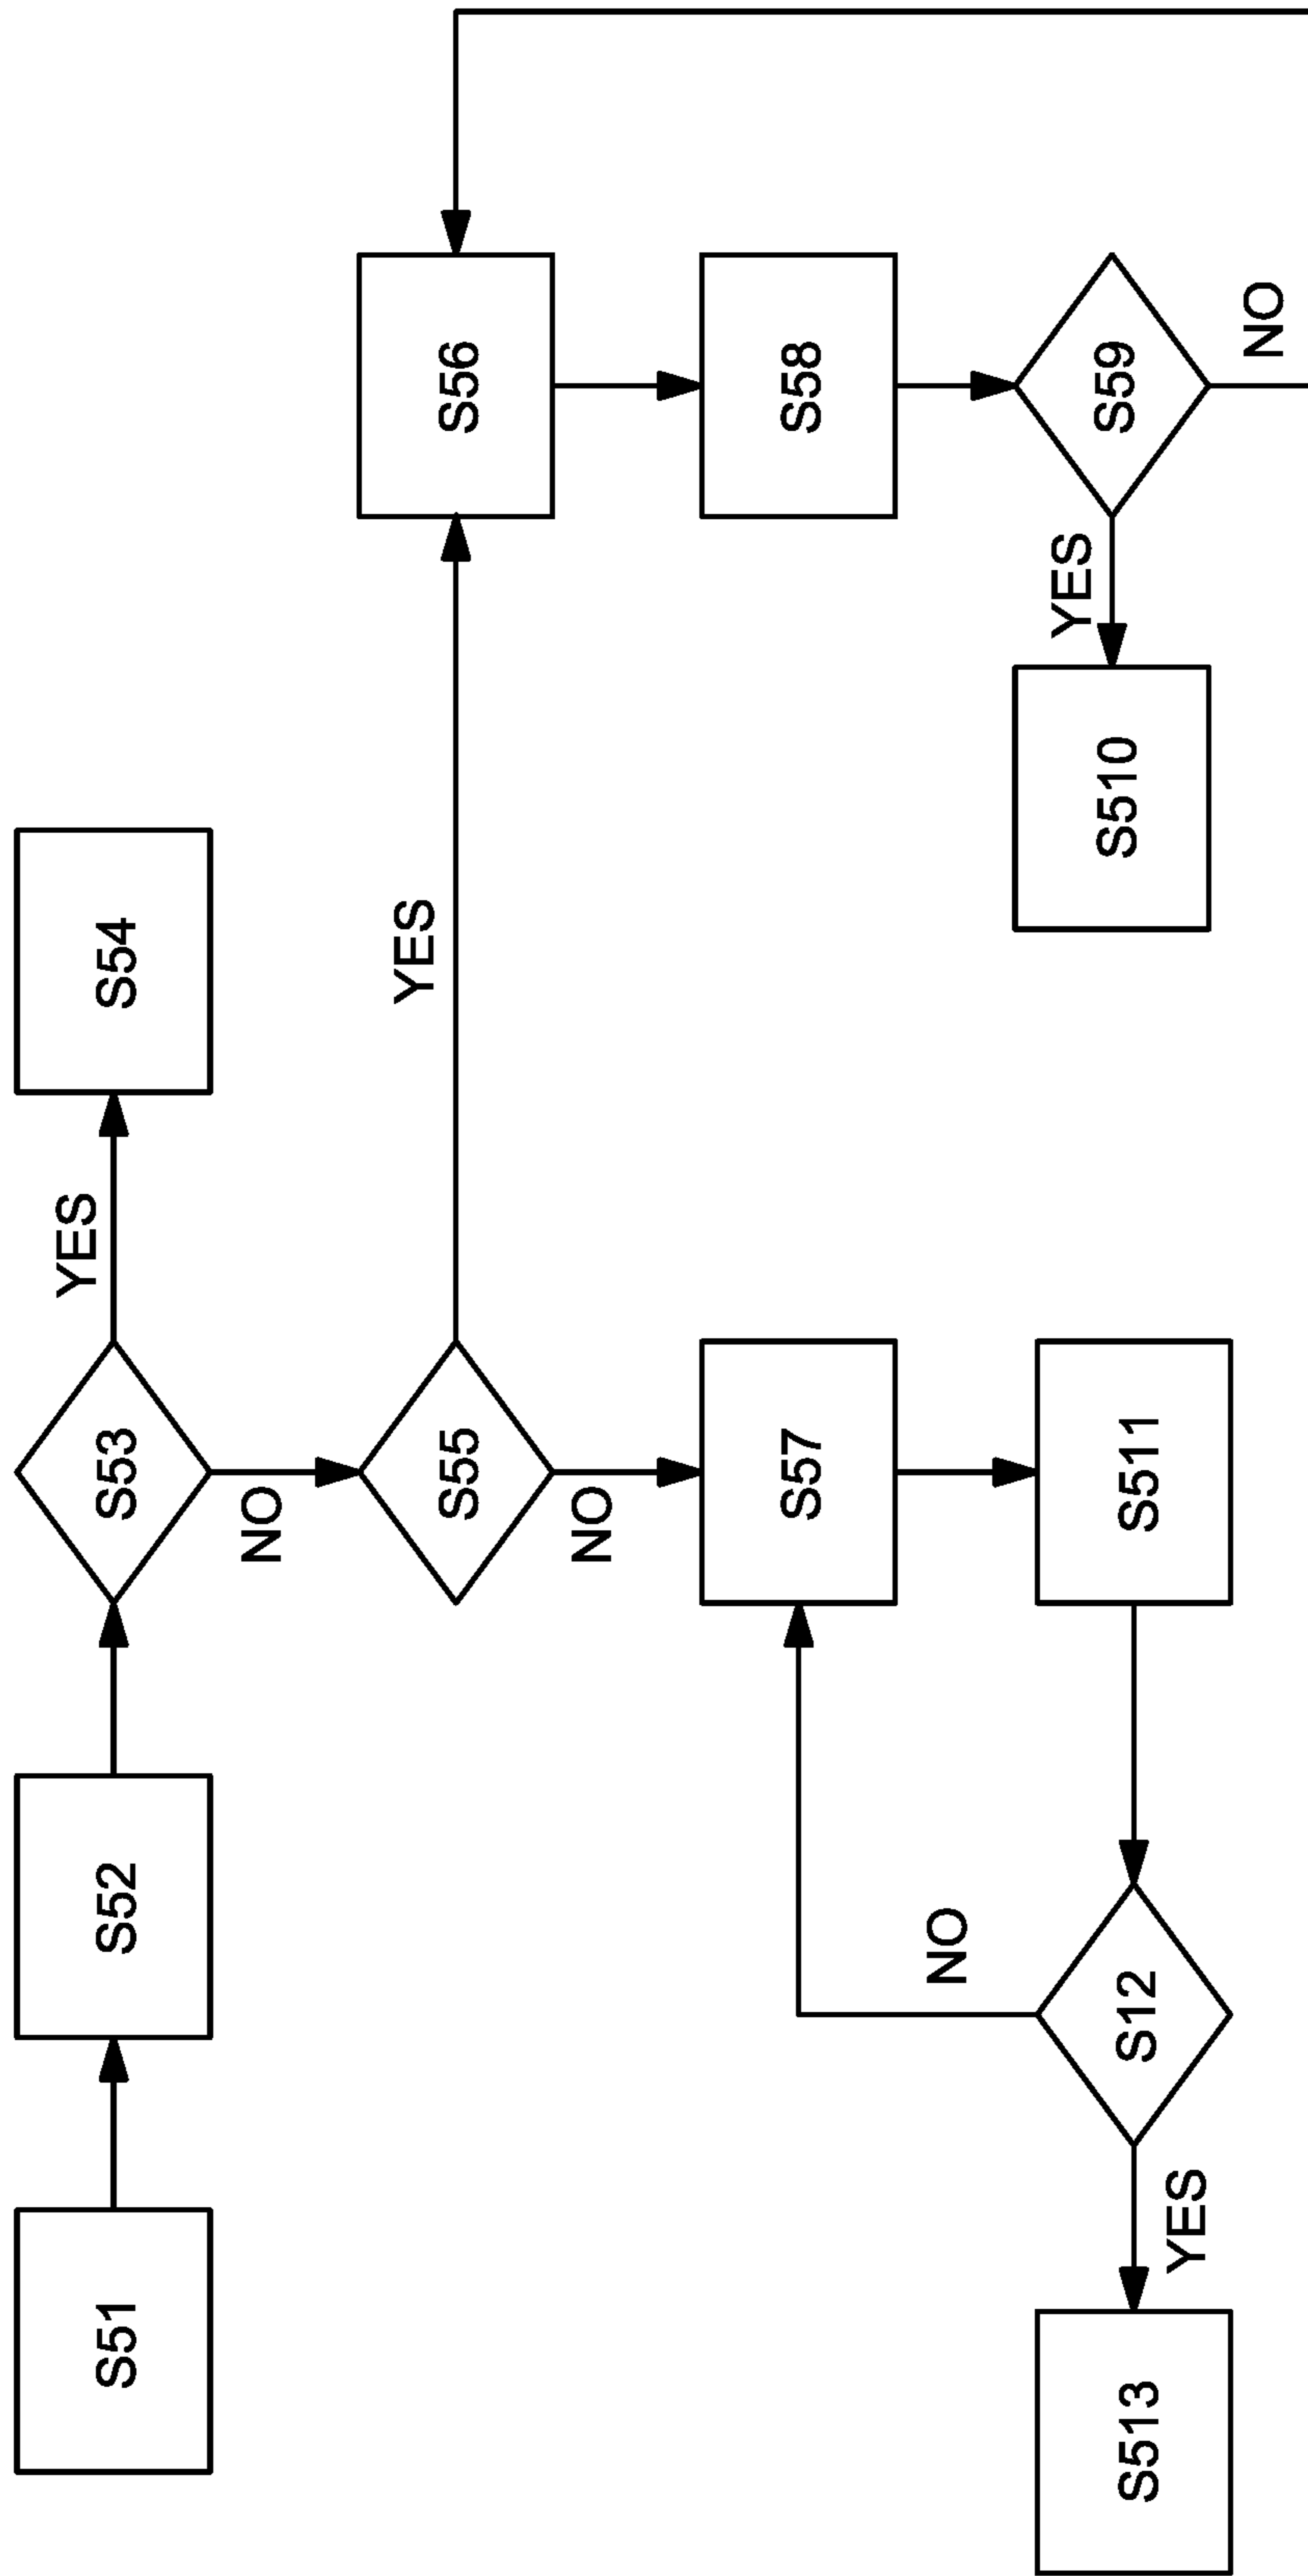 S51
S52
S53
YES
S54
NO
S55
YES
S56
NO
S57
S58
S513
YES
S12
NO
S511
S510
YES
S59
NO